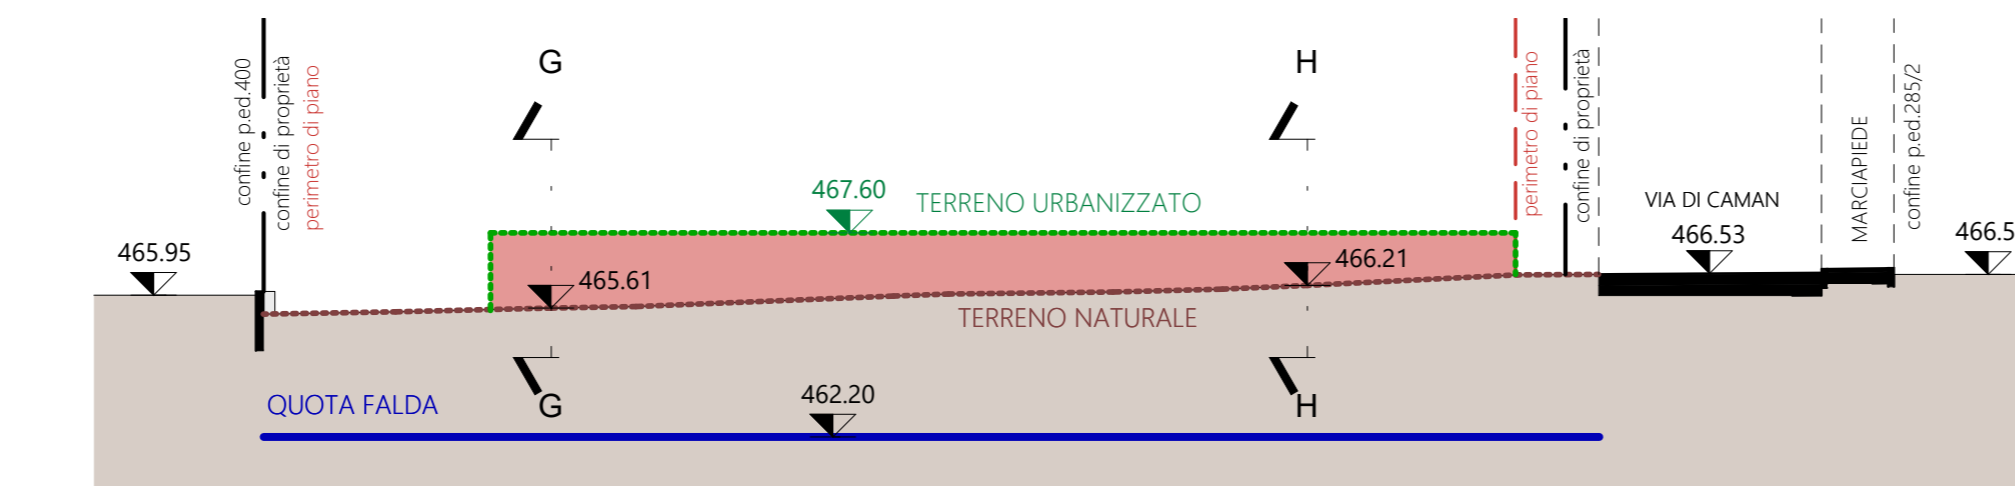 confine p.ed.400
confine di proprietà
perimetro di piano
G
H
perimetro di piano
confine di proprietà
MARCIAPIEDE
confine p.ed.285/2
467.60
TERRENO URBANIZZATO
VIA DI CAMAN
466.53
466.5
465.95
465.61
466.21
TERRENO NATURALE
QUOTA FALDA
462.20
G
H